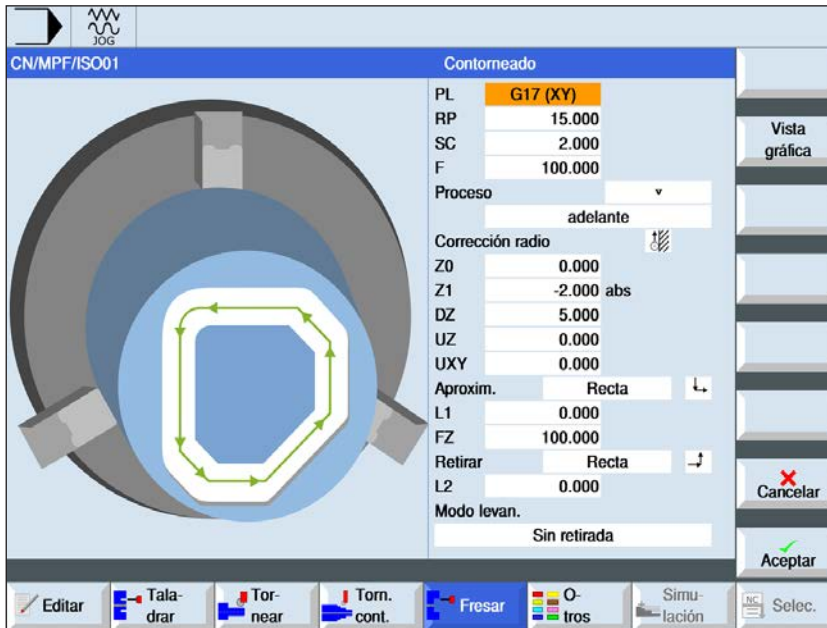 JOG
CN/MPF/ISO01
Contorneado
PL G17 (XY)
RP 15.000
SC 2.000
F 100.000
Proceso ▿
adelante
Corrección radio
Z0 0.000
Z1 -2.000 abs
DZ 5.000
UZ 0.000
UXY 0.000
Aproxim. Recta
L1 0.000
FZ 100.000
Retirar Recta
L2 0.000
Modo levan.
Sin retirada
Vista
gráfica
Cancelar
Aceptar
Editar
Tala-
drar
Tor-
near
Torn.
cont.
Fresar
O-
tros
Simu-
lación
NC
Selec.